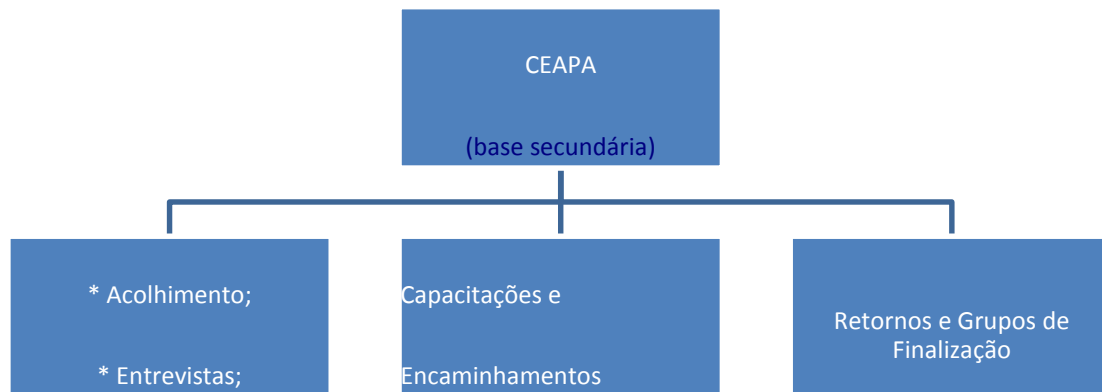 CEAPA
(base secundária)
* Acolhimento;
* Entrevistas;
Capacitações e
Encaminhamentos
Retornos e Grupos de
Finalização